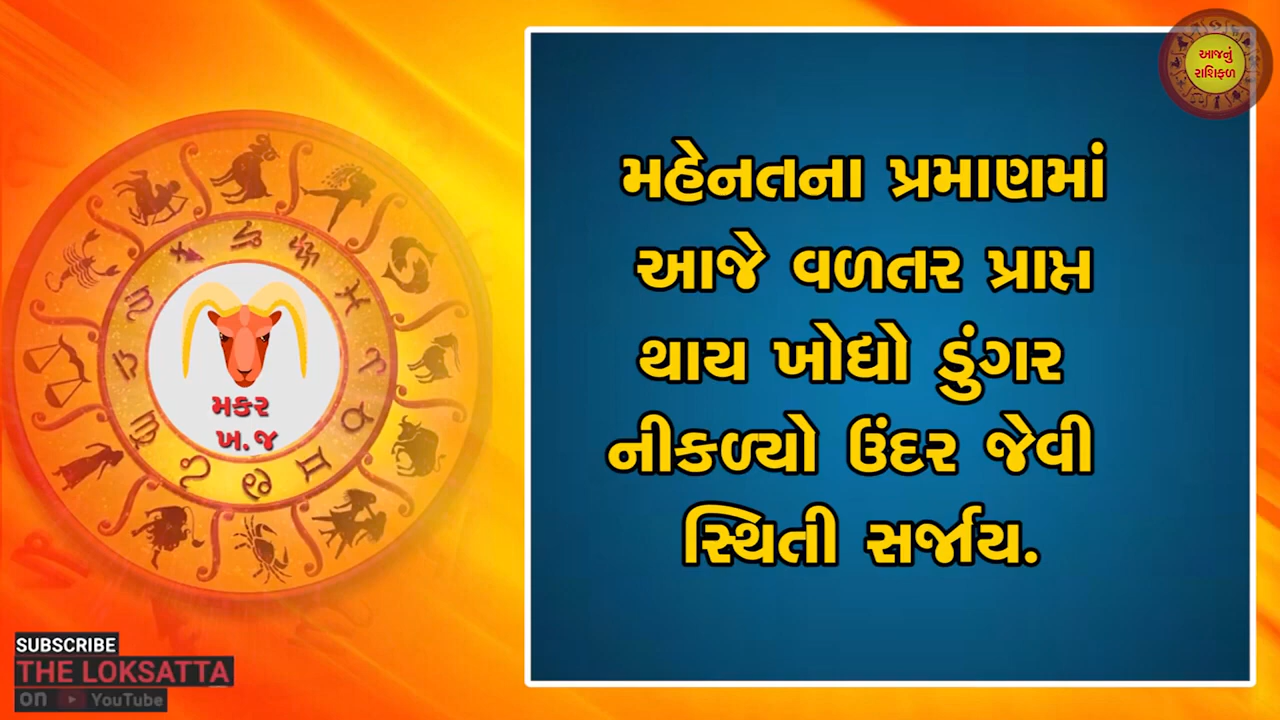 આજનું
રાશિફળ
મહેનતના પ્રમાણમાં
આજે વળતર પ્રાપ્ત
થાય ખોદ્યો ડુંગર
નીકળ્યો ઉંદર જેવી
સ્થિતી સર્જાય.
મકર
ખ.જ
SUBSCRIBE
THE LOKSATTA
on YouTube